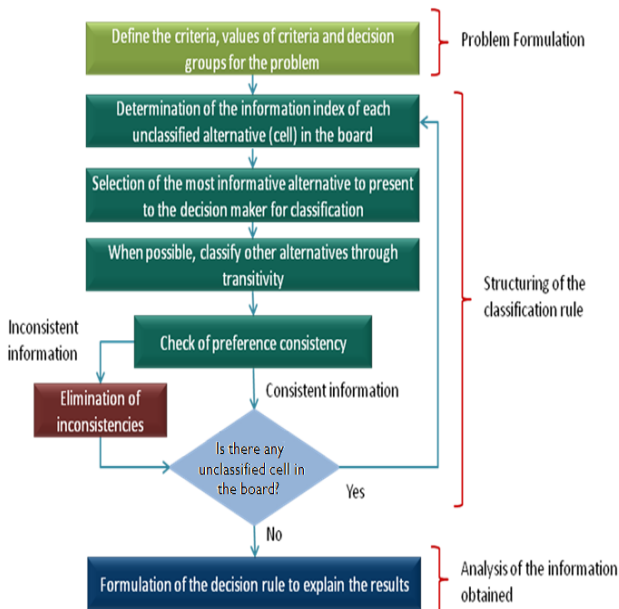 Define the criteria, values of criteria and decision
groups for the problem
Problem Formulation
Determination of the information index of each
unclassified alternative (cell) in the board
Selection of the most informative alternative to present
to the decision maker for classification
When possible, classify other alternatives through
transitivity
Structuring of the
classification rule
Inconsistent
information
Check of preference consistency
Consistent information
Elimination of
inconsistencies
Is there any
unclassified cell in
the board?
Yes
No
Formulation of the decision rule to explain the results
Analysis of the information
obtained